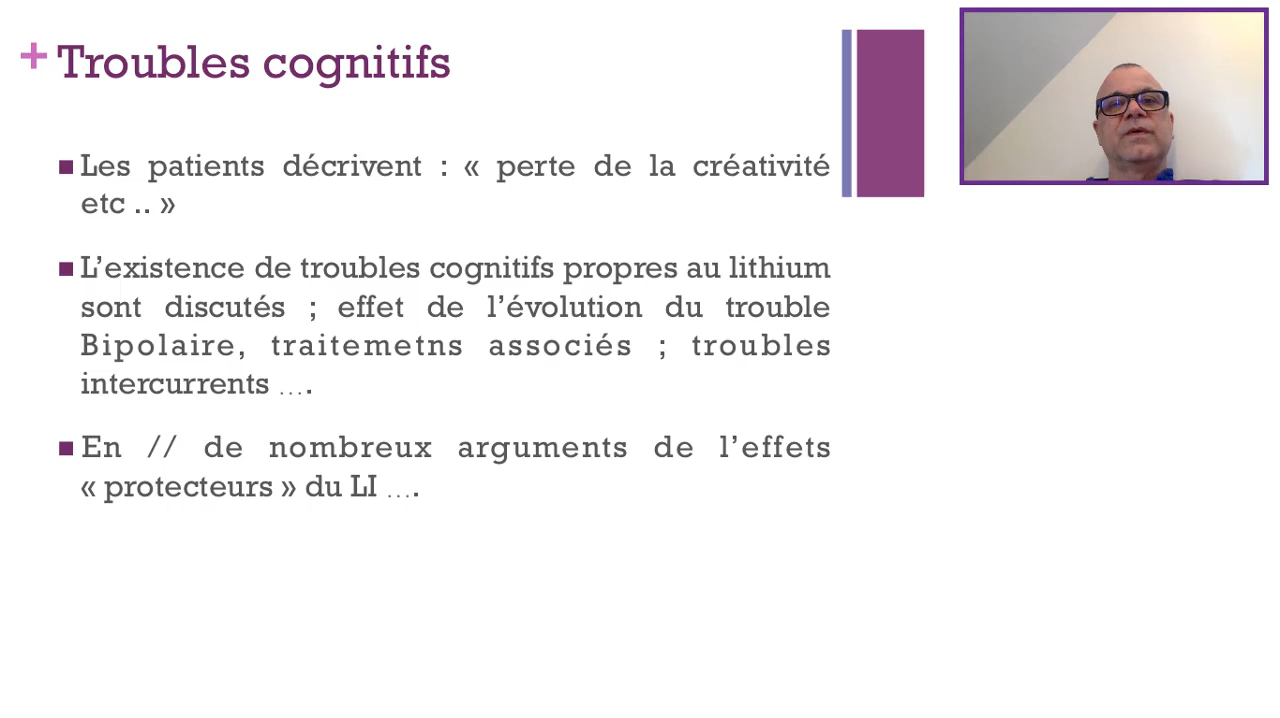 + Troubles cognitifs
Les patients décrivent : « perte de la créativité
etc .. »
L’existence de troubles cognitifs propres au lithium
sont discutés ; effet de l’évolution du trouble
Bipolaire, traitemetns associés ; troubles
intercurrents ….
En // de nombreux arguments de l’effets
« protecteurs » du LI ….